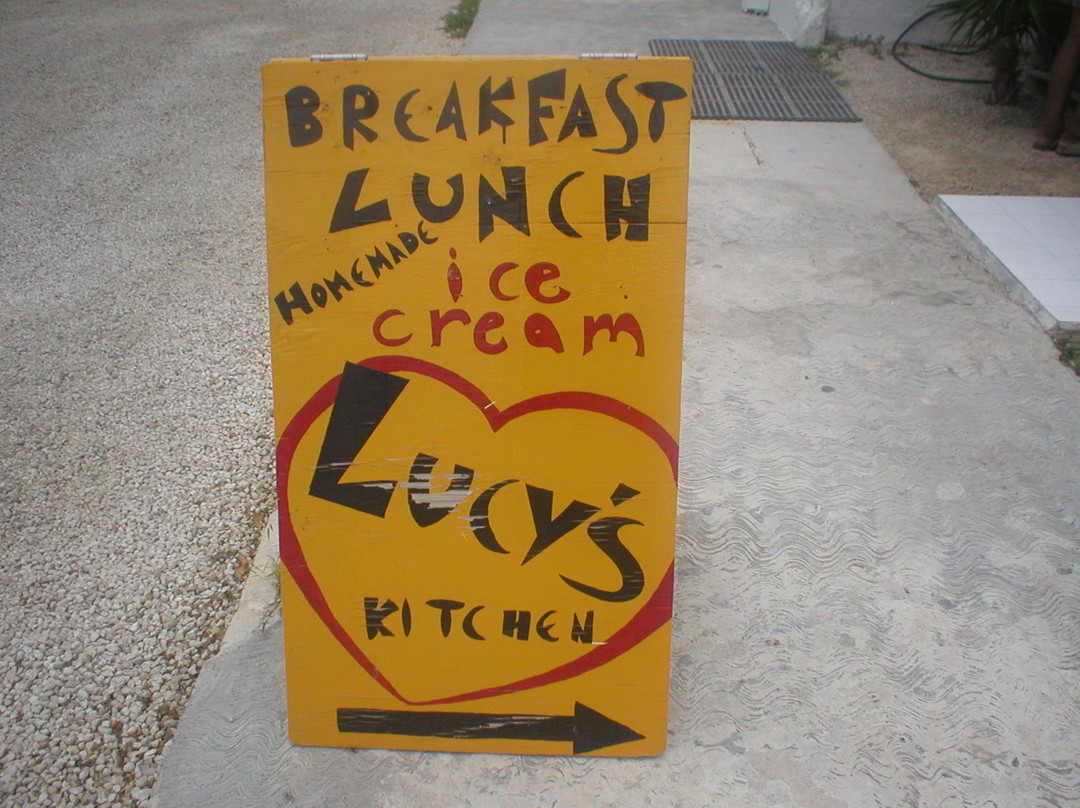 BREAKFAST
LUNCH
HOMEMADE
ice
cream
LUCY'S
KITCHEN